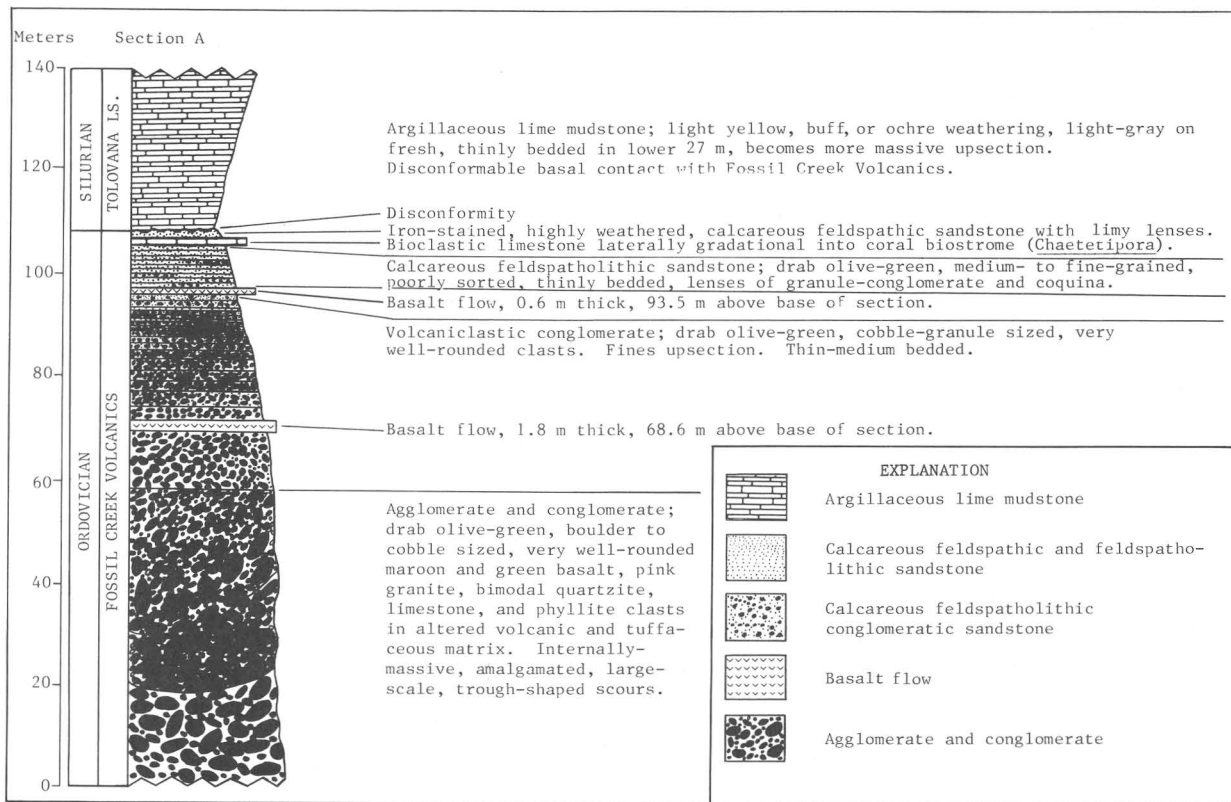 Meters Section A
140
120
100
80
60
40
20
0
SILURIAN
TOLOVANA LS.
ORDOVICIAN
FOSSIL CREEK VOLCANICS
Argillaceous lime mudstone; light yellow, buff, or ochre weathering, light-gray on
fresh, thinly bedded in lower 27 m, becomes more massive upsection.
Disconformable basal contact with Fossil Creek Volcanics.
Disconformity
Iron-stained, highly weathered, calcareous feldspathic sandstone with limy lenses.
Bioclastic limestone laterally gradational into coral biostrome (Chaetetipora).
Calcareous feldspatholithic sandstone; drab olive-green, medium- to fine-grained,
poorly sorted, thinly bedded, lenses of granule-conglomerate and coquina.
Basalt flow, 0.6 m thick, 93.5 m above base of section.
Volcaniclastic conglomerate; drab olive-green, cobble-granule sized, very
well-rounded clasts. Fines upsection. Thin-medium bedded.
Basalt flow, 1.8 m thick, 68.6 m above base of section.
Agglomerate and conglomerate;
drab olive-green, boulder to
cobble sized, very well-rounded
maroon and green basalt, pink
granite, bimodal quartzite,
limestone, and phyllite clasts
in altered volcanic and tuffa-
ceous matrix. Internally-
massive, amalgamated, large-
scale, trough-shaped scours.
EXPLANATION
Argillaceous lime mudstone
Calcareous feldspathic and feldspatho-
lithic sandstone
Calcareous feldspatholithic
conglomeratic sandstone
Basalt flow
Agglomerate and conglomerate